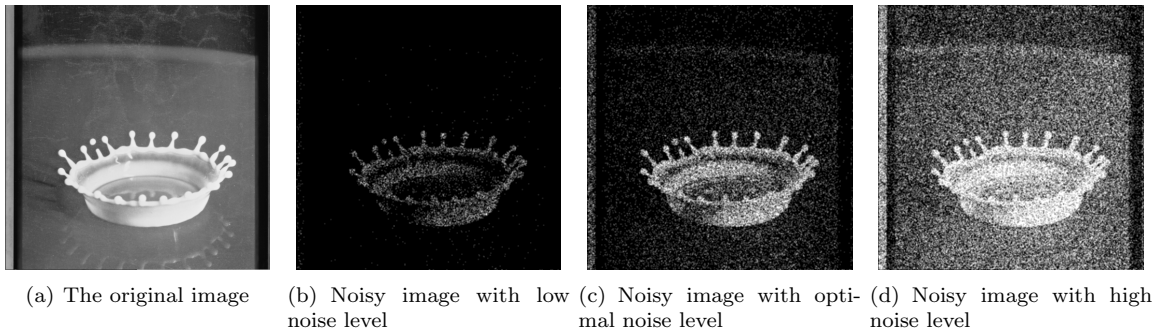 (a) The original image
(b) Noisy image with low
noise level
(c) Noisy image with opti-
mal noise level
(d) Noisy image with high
noise level